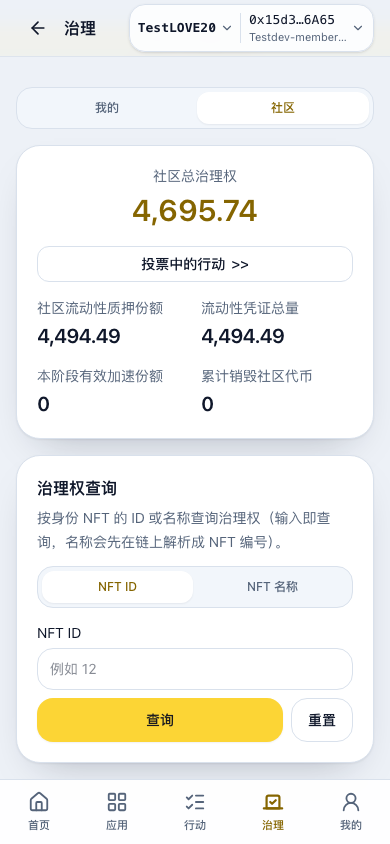 治理
TestLOVE20
0x15d3…6A65
Testdev-member...
我的
社区
社区总治理权
4,695.74
投票中的行动 >>
社区流动性质押份额
流动性凭证总量
4,494.49
4,494.49
本阶段有效加速份额
累计销毁社区代币
0
0
治理权查询
按身份 NFT 的 ID 或名称查询治理权（输入即查
询，名称会先在链上解析成 NFT 编号）。
NFT ID
NFT 名称
NFT ID
例如 12
查询
重置
首页
应用
行动
治理
我的